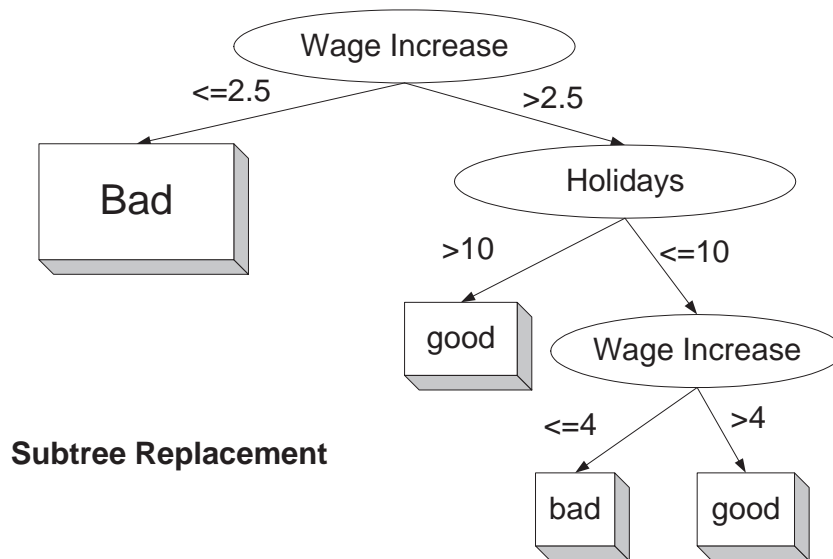 Wage Increase
<=2.5
>2.5
Bad
Holidays
>10
<=10
good
Wage Increase
<=4
>4
Subtree Replacement
bad
good